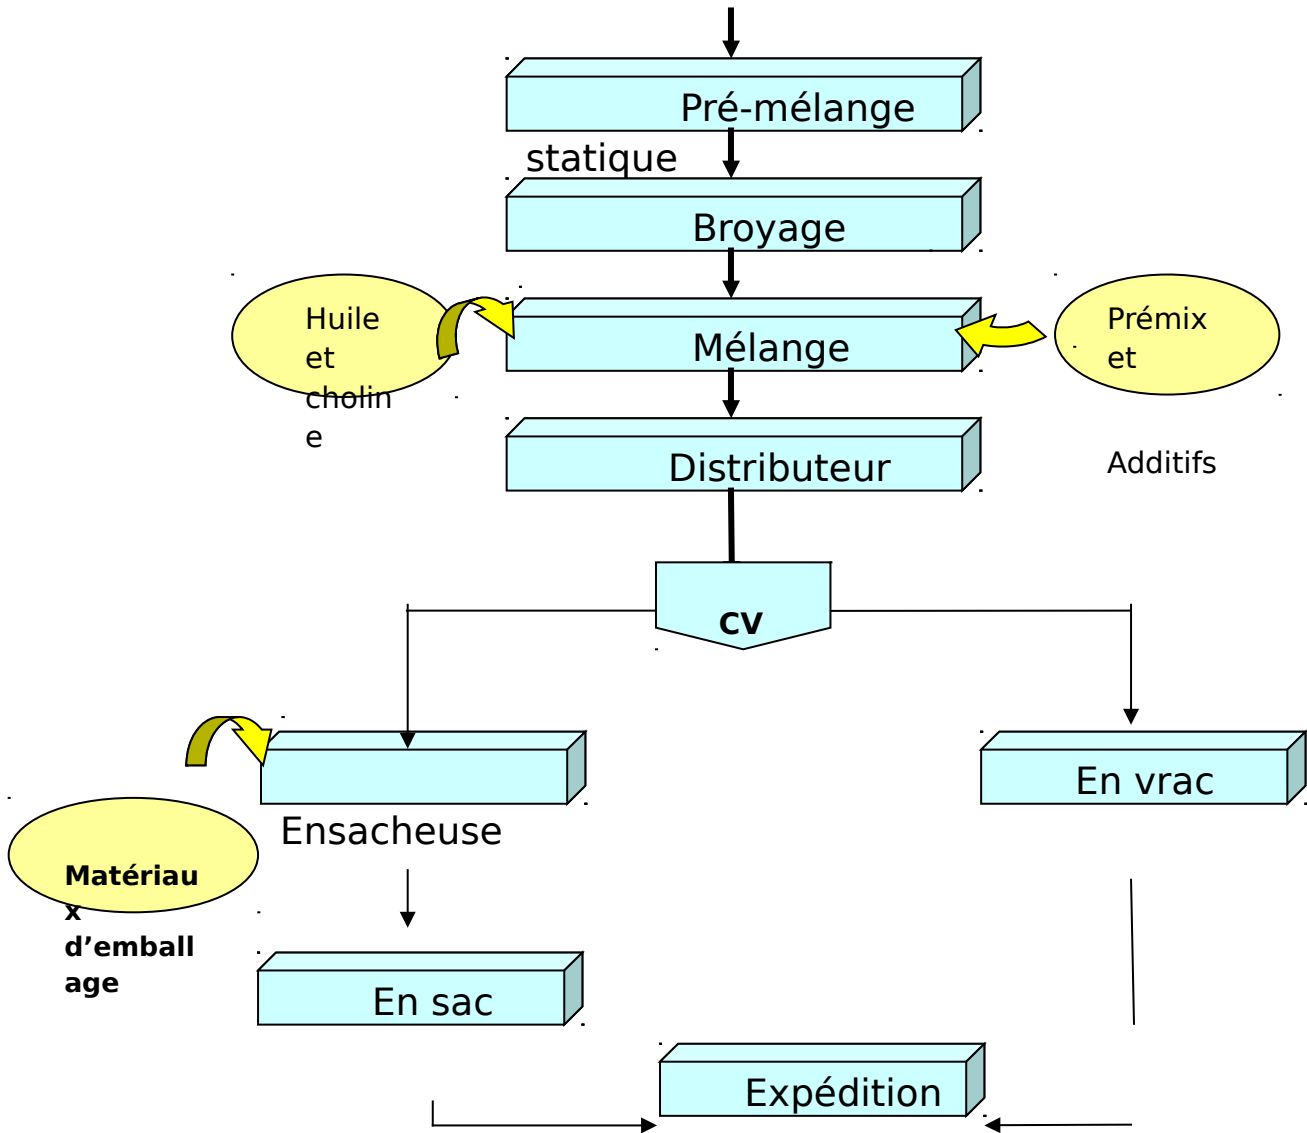 Pré-mélange
statique
Broyage
Huile
et
cholin
e
Mélange
Prémix
et
Additifs
Distributeur
CV
Ensacheuse
En vrac
Matériau
x
d’emball
age
En sac
Expédition